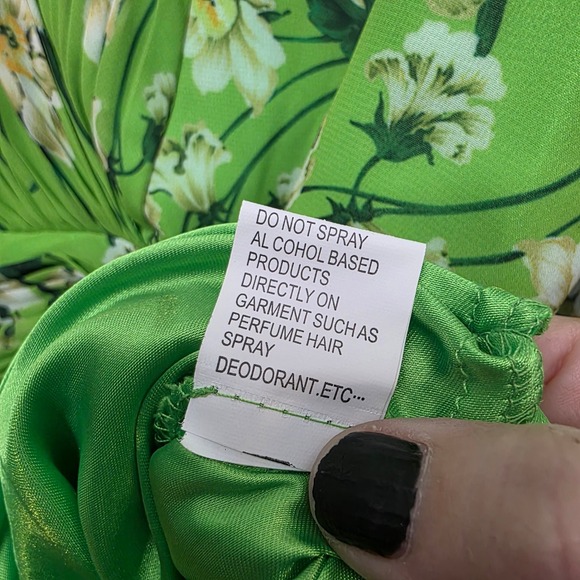 DO NOT SPRAY
AL COHOL BASED
PRODUCTS
DIRECTLY ON
GARMENT SUCH AS
PERFUME HAIR
SPRAY
DEODORANT.ETC···